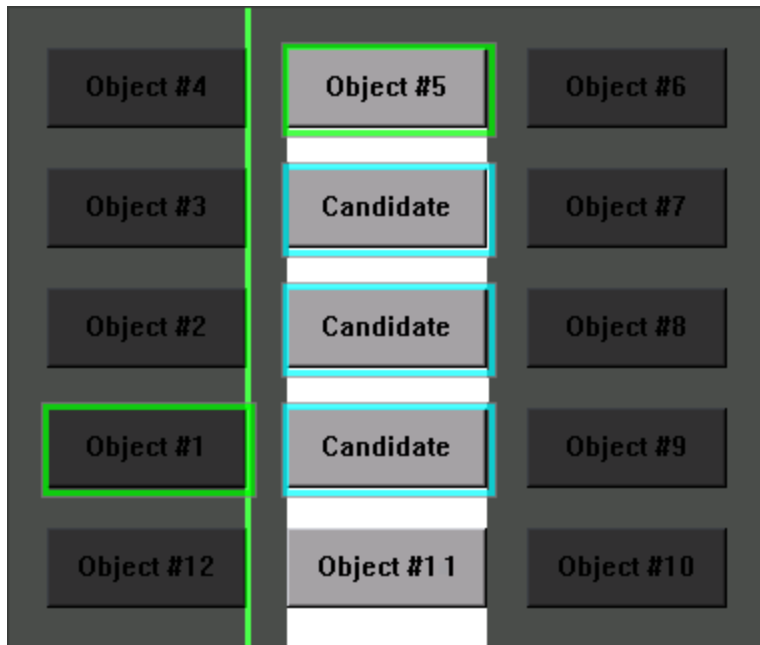 Object #4 Object #5 Object #6
Object #3 Candidate Object #7
Object #2 Candidate Object #8
Object #1 Candidate Object #9
Object #12 Object #11 Object #10